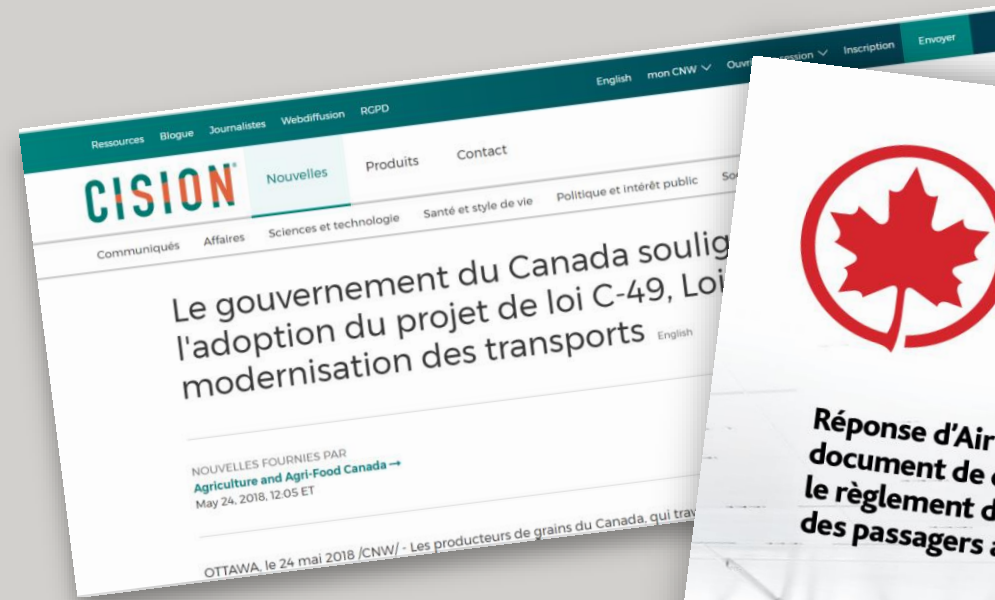 Ressources Blogue Journalistes Webdiffusion RGPD
English mon CNW Inscription Envoyer
CISION
Nouvelles Produits Contact
Communiqués Affaires Sciences et technologie Santé et style de vie Politique et intérêt public
Le gouvernement du Canada
l'adoption du projet de loi C-49, Loi
modernisation des transports English
NOUVELLES FOURNIES PAR
Agriculture and Agri-Food Canada
May 24, 2018, 12:05 ET
OTTAWA, le 24 mai 2018 /CNW/ - Les producteurs de grains du Canada, qui
Réponse d'Air
document de
le règlement
des passagers